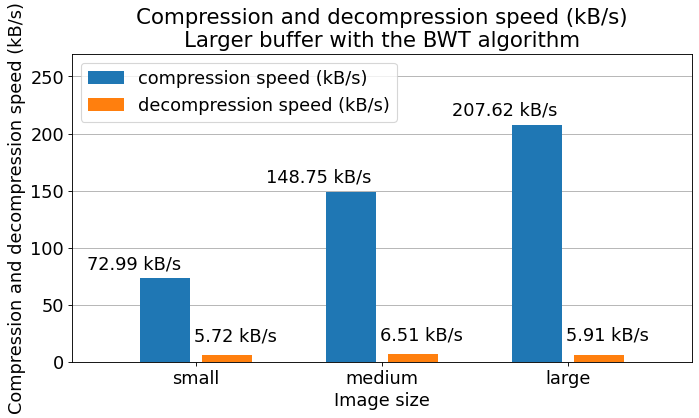 Compression and decompression speed (kB/s)
Larger buffer with the BWT algorithm
Compression and decompression speed (kB/s)
250
200
150
100
50
0
compression speed (kB/s)
decompression speed (kB/s)
72.99 kB/s
5.72 kB/s
148.75 kB/s
6.51 kB/s
207.62 kB/s
5.91 kB/s
small
medium
large
Image size